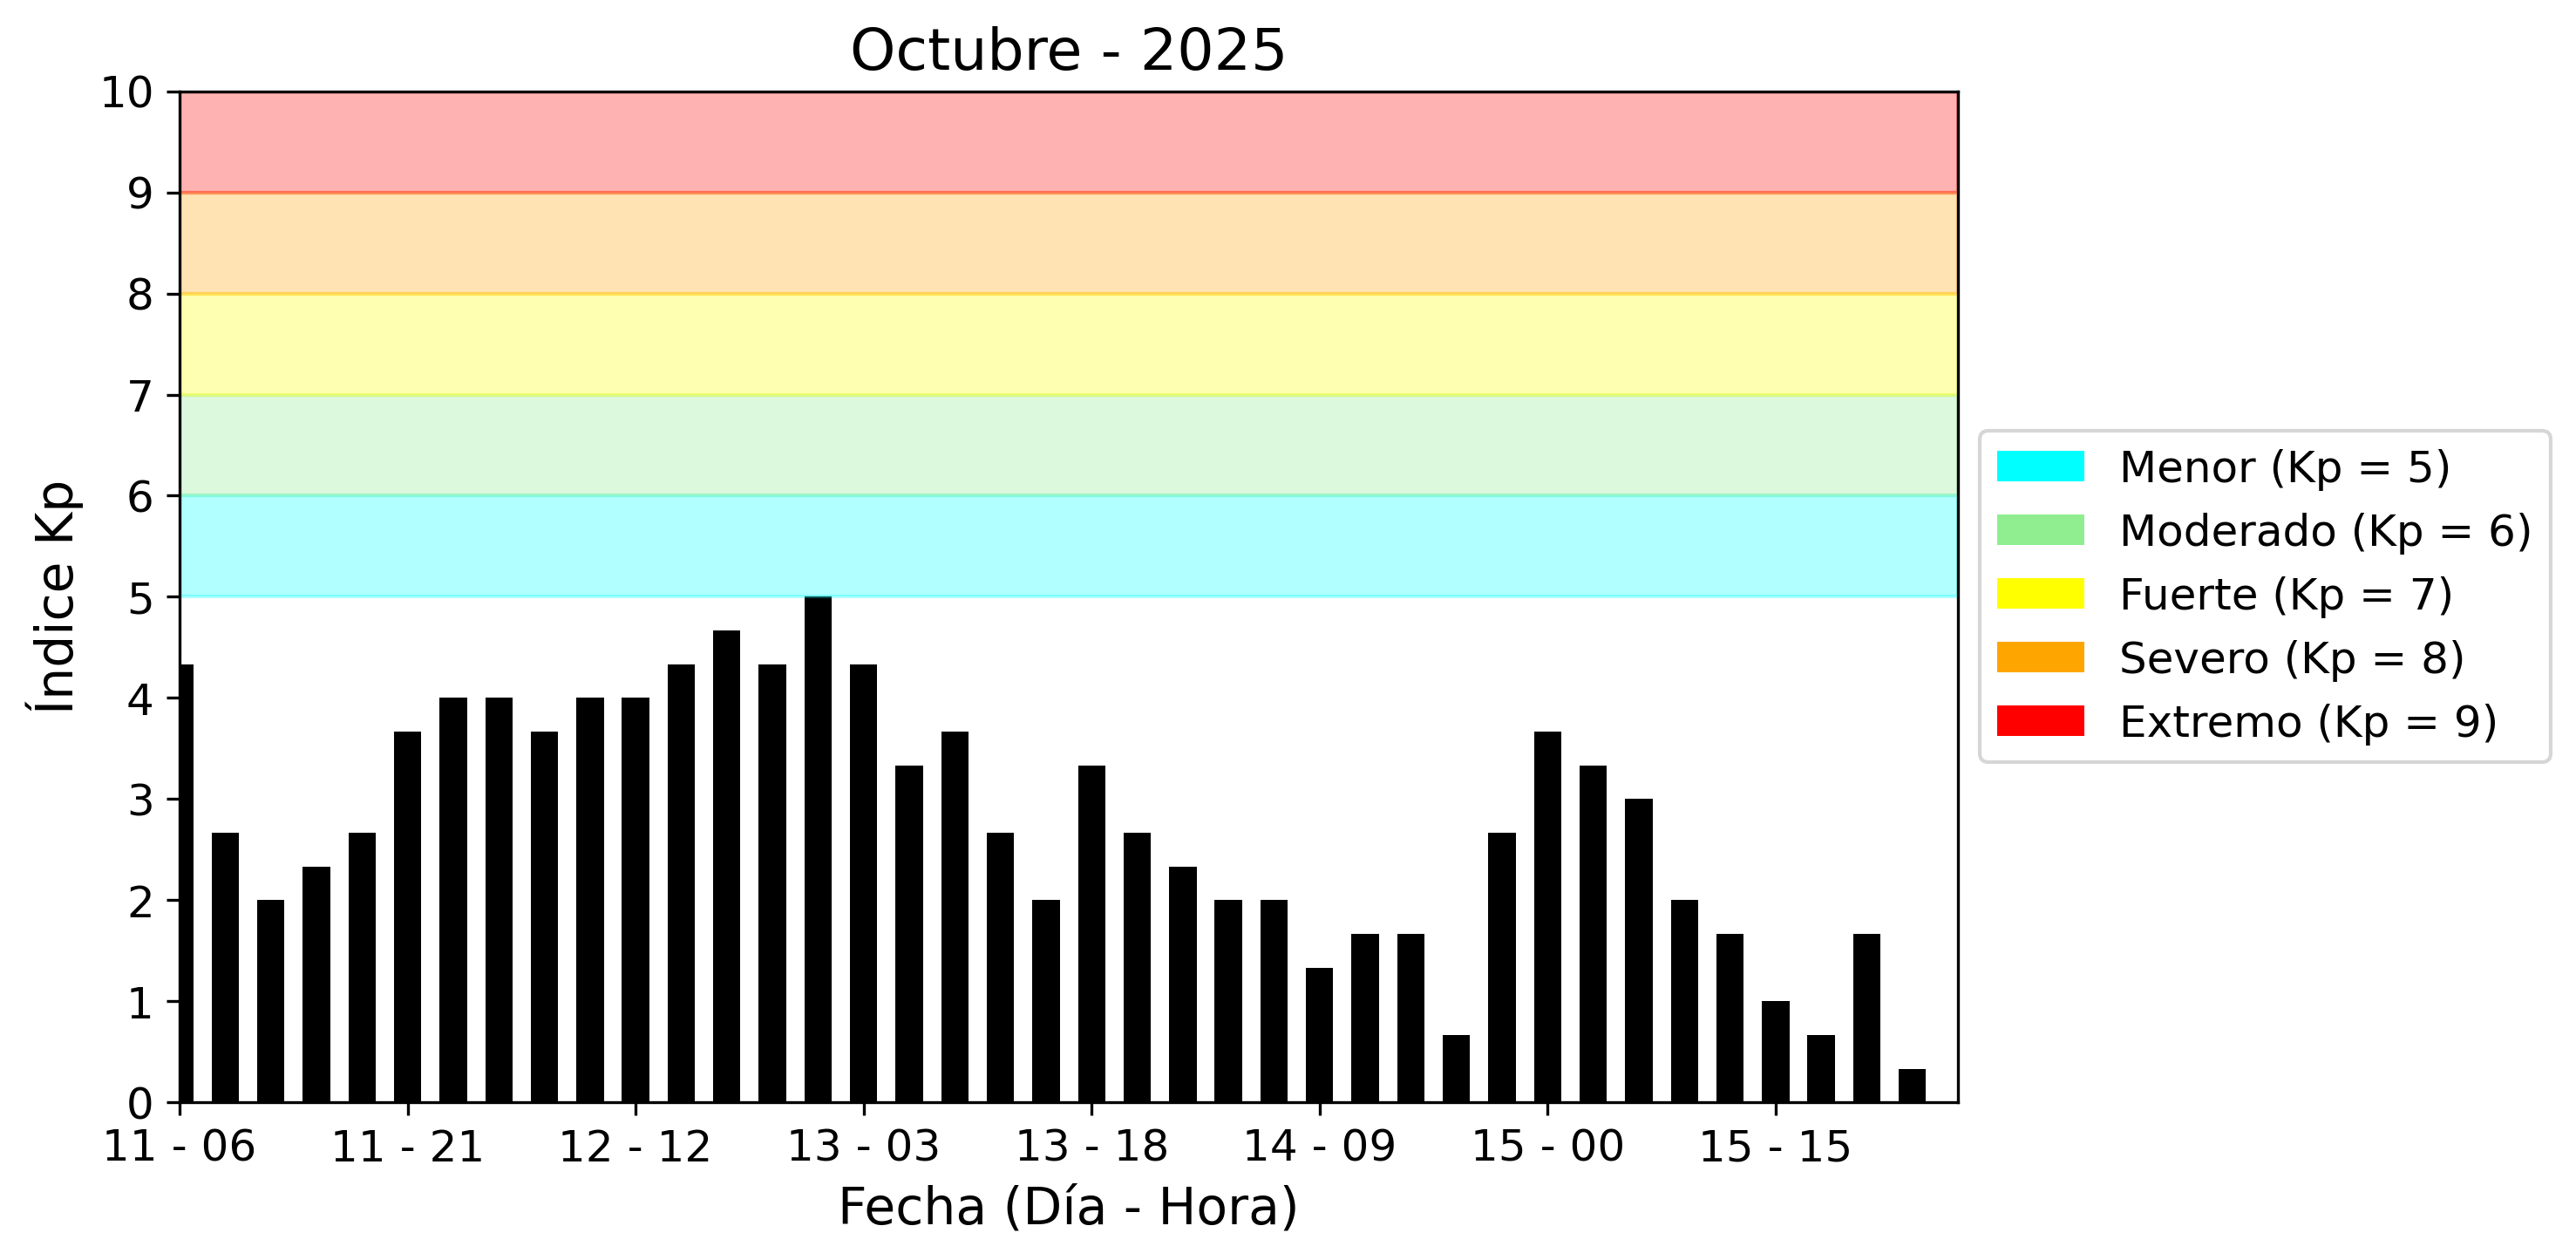 Octubre - 2025
10
9
8
7
6
5
4
3
2
1
0
Índice Kp
11 - 06
11 - 21
12 - 12
13 - 03
13 - 18
14 - 09
15 - 00
15 - 15
Fecha (Día - Hora)
Menor (Kp = 5)
Moderado (Kp = 6)
Fuerte (Kp = 7)
Severo (Kp = 8)
Extremo (Kp = 9)